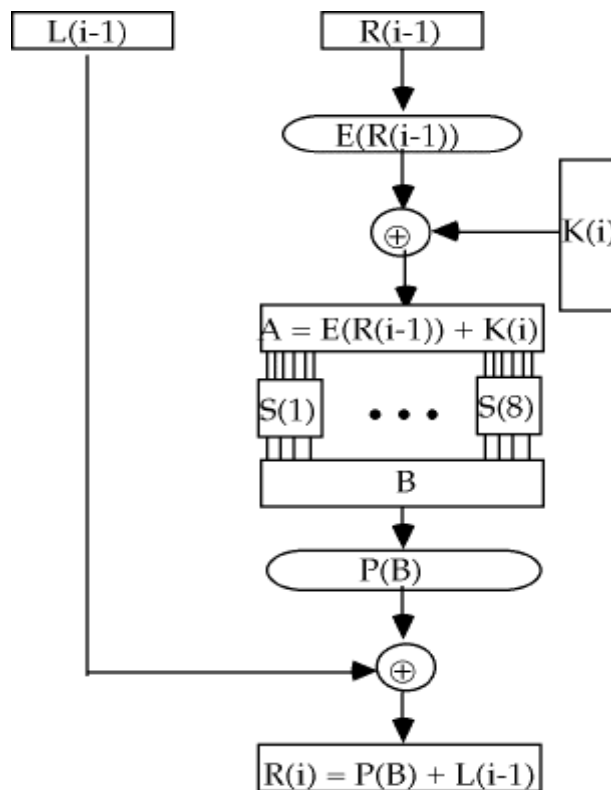 L(i-1)
R(i-1)
E(R(i-1))
⊕
K(i)
A = E(R(i-1)) + K(i)
S(1)
• • •
S(8)
B
P(B)
⊕
R(i) = P(B) + L(i-1)